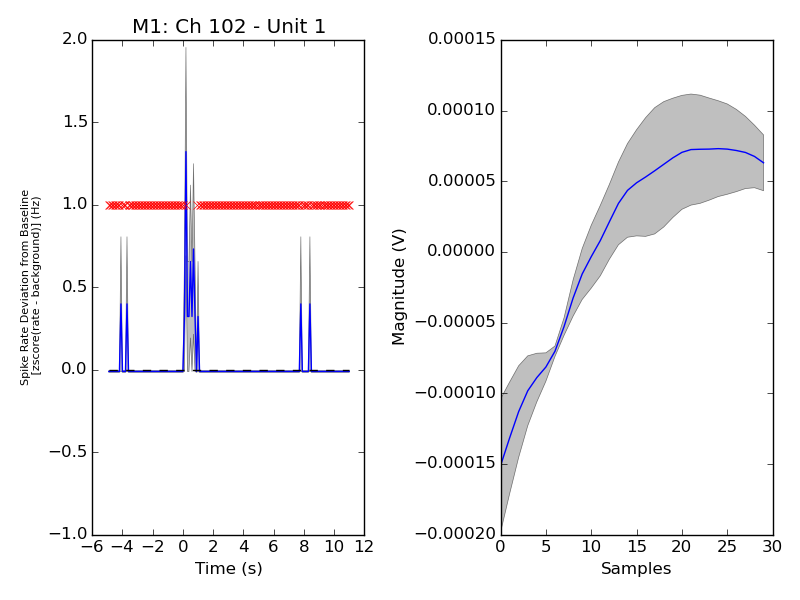 M1: Ch 102 - Unit 1
2.0
1.5
1.0
0.5
0.0
−0.5
−1.0
−6 −4 −2 0 2 4 6 8 10 12
Time (s)
Spike Rate Deviation from Baseline
[zscore(rate - background)] (Hz)
0.00015
0.00010
0.00005
0.00000
−0.00005
−0.00010
−0.00015
−0.00020
0 5 10 15 20 25 30
Samples
Magnitude (V)